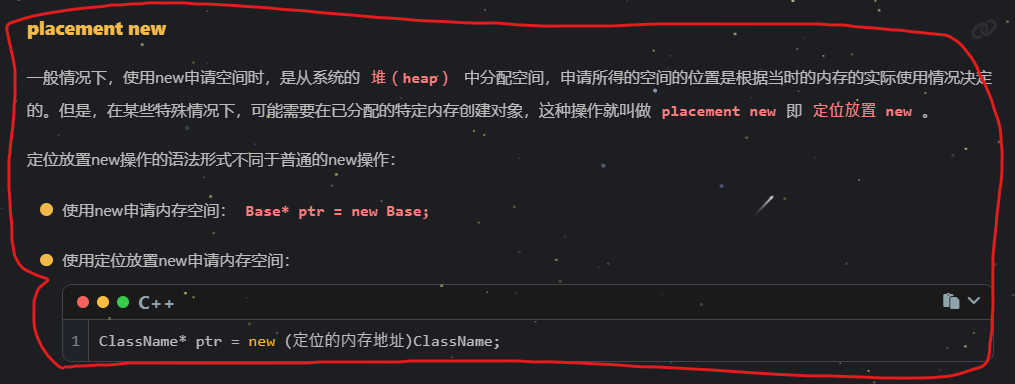 placement new
一般情况下，使用new申请空间时，是从系统的 堆（heap） 中分配空间，申请所得的空间的位置是根据当时的内存的实际使用情况决定
的。但是，在某些特殊情况下，可能需要在已分配的特定内存创建对象，这种操作就叫做 placement new 即 定位放置 new 。
定位放置new操作的语法形式不同于普通的new操作：
使用new申请内存空间： Base* ptr = new Base;
使用定位放置new申请内存空间：
C++
1 ClassName* ptr = new (定位的内存地址)ClassName;